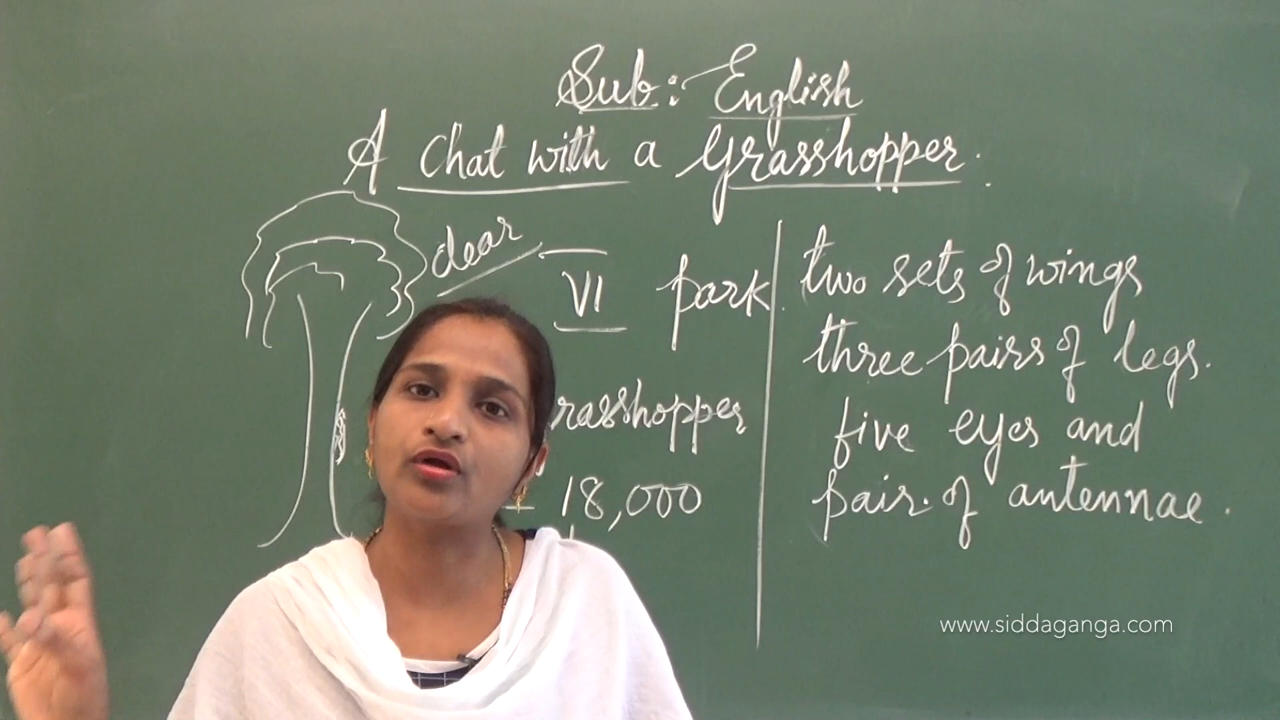 Sub: English
A chat with a Grasshopper.
dear
VI park
rasshopper
18,000
two sets of wings
three pairs of legs.
five eyes and
pair of antennae.
www.siddaganga.com